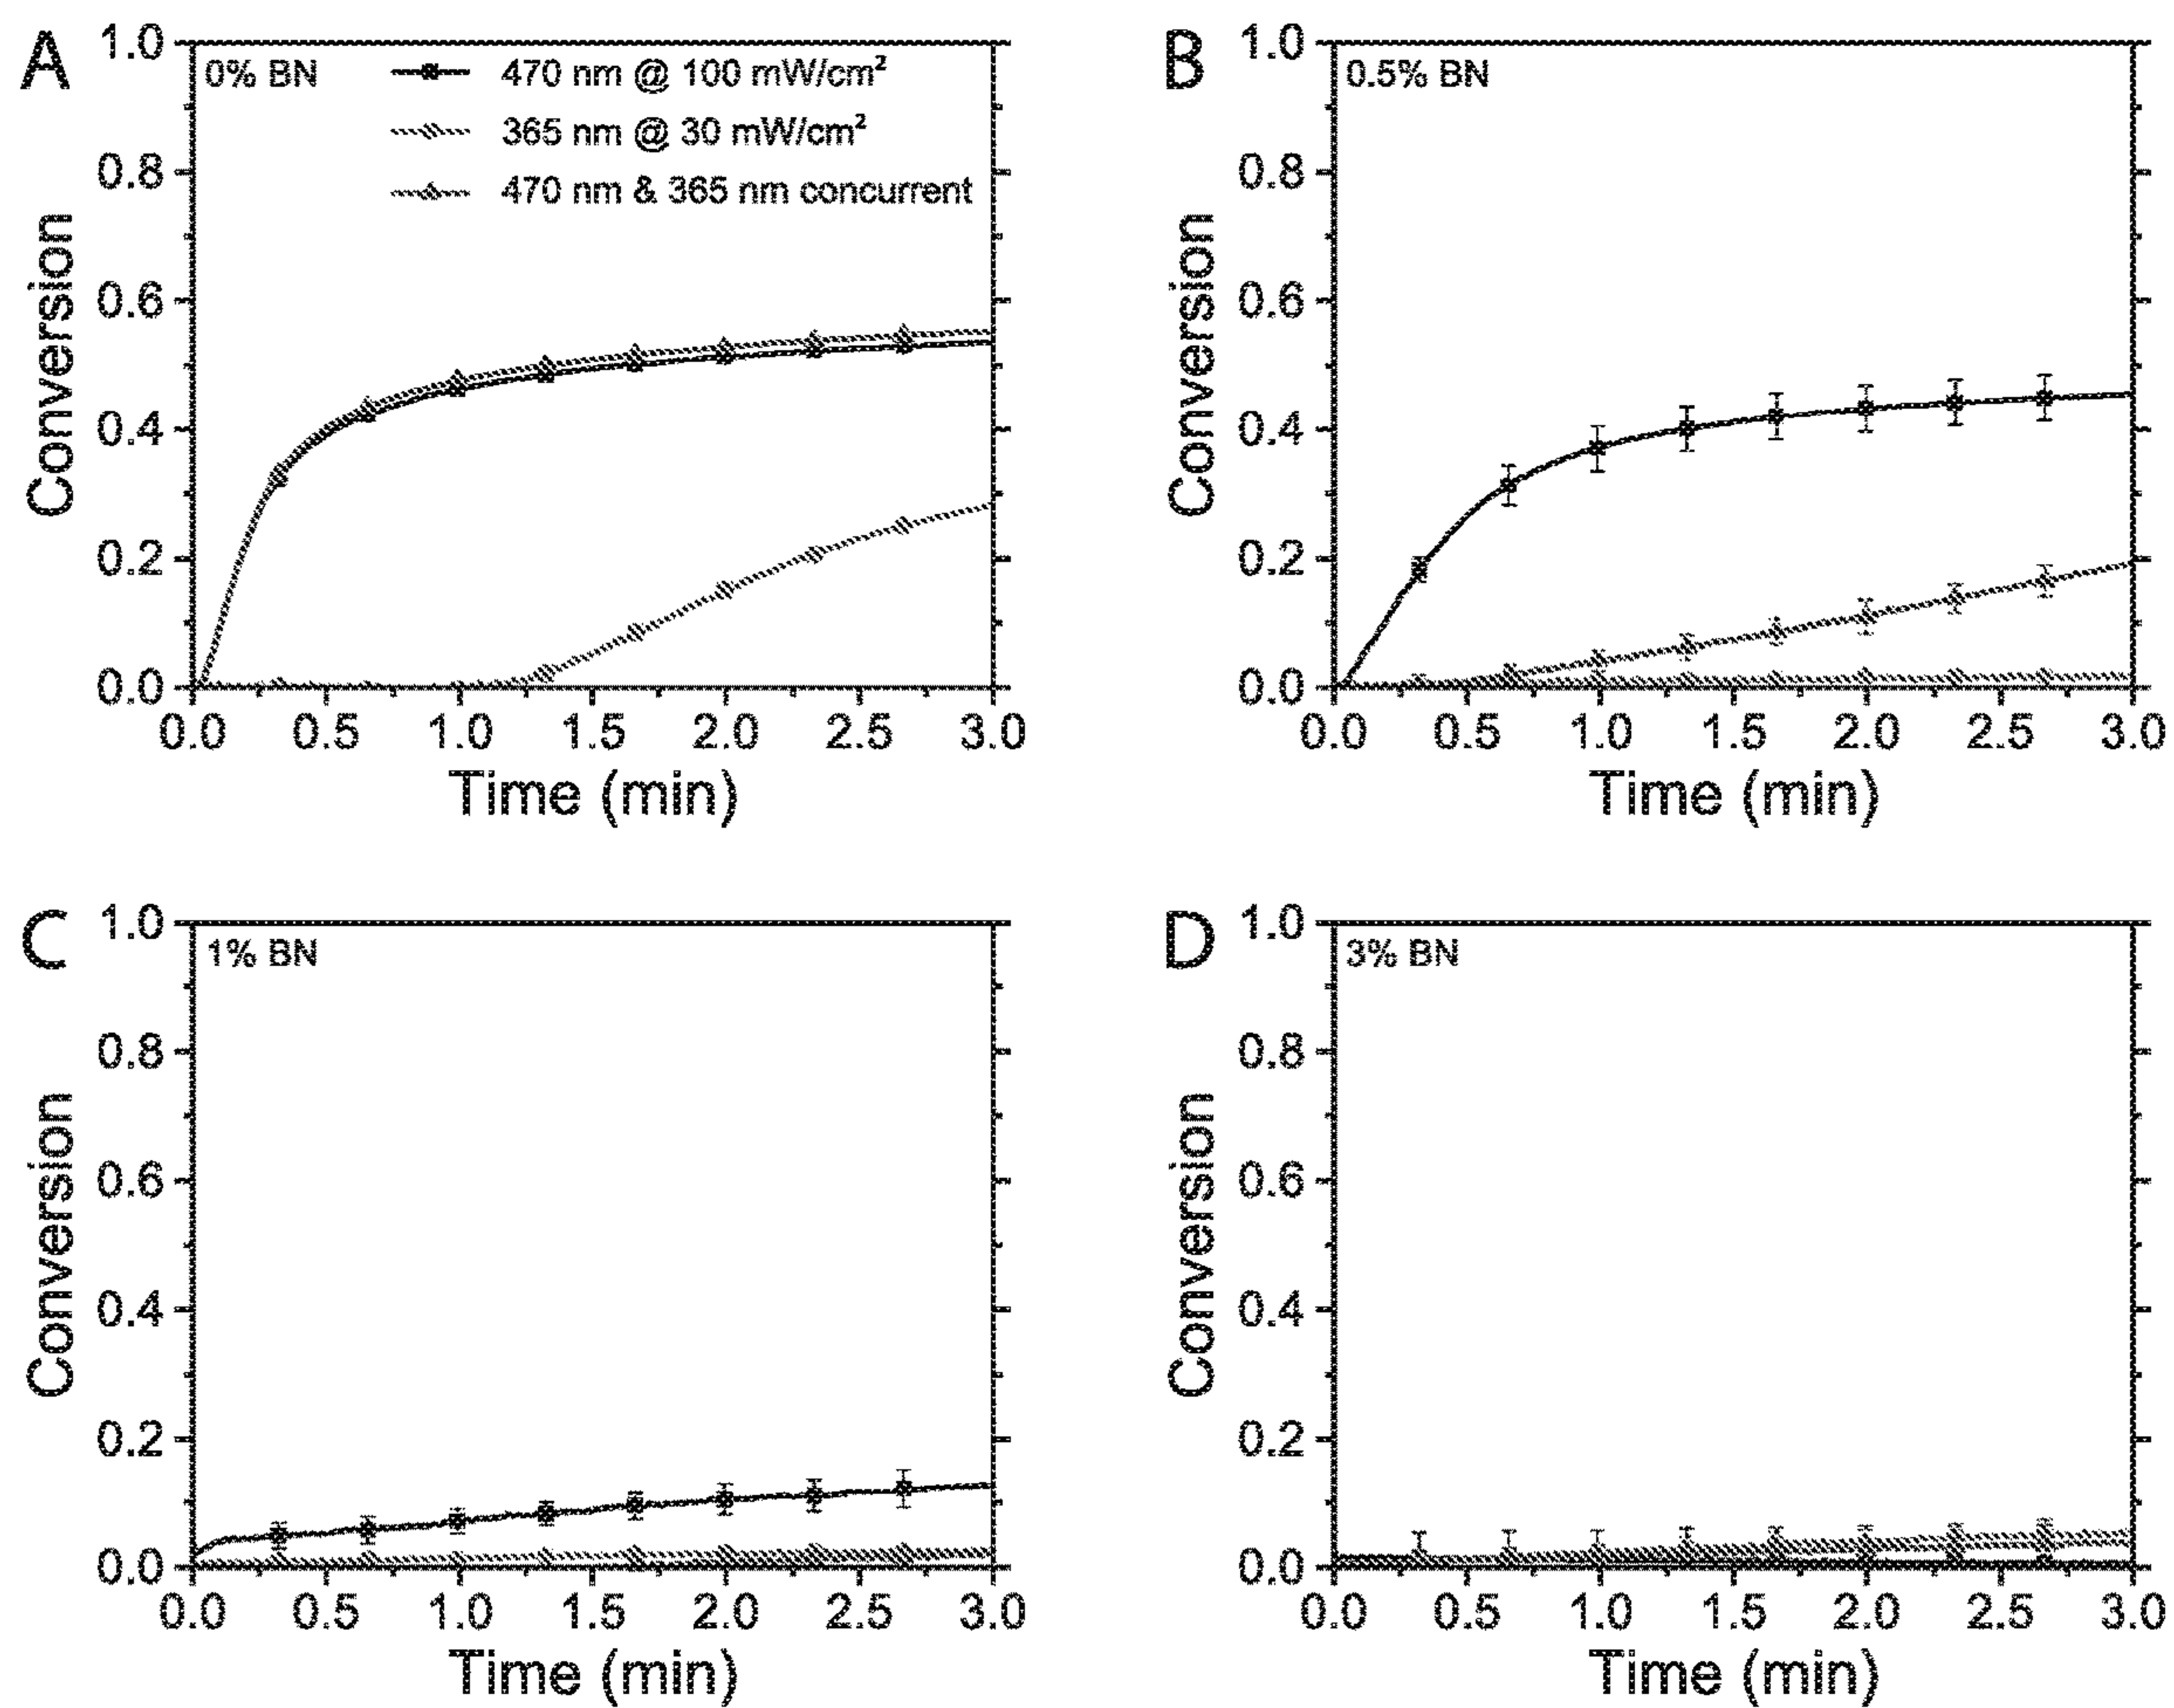 A
0% BN
470 nm @ 100 mW/cm²
365 nm @ 30 mW/cm²
470 nm & 365 nm concurrent
Conversion
1.0
0.8
0.6
0.4
0.2
0.0
0.0 0.5 1.0 1.5 2.0 2.5 3.0
Time (min)
B
0.5% BN
Conversion
1.0
0.8
0.6
0.4
0.2
0.0
0.0 0.5 1.0 1.5 2.0 2.5 3.0
Time (min)
C
1% BN
Conversion
1.0
0.8
0.6
0.4
0.2
0.0
0.0 0.5 1.0 1.5 2.0 2.5 3.0
Time (min)
D
3% BN
Conversion
1.0
0.8
0.6
0.4
0.2
0.0
0.0 0.5 1.0 1.5 2.0 2.5 3.0
Time (min)